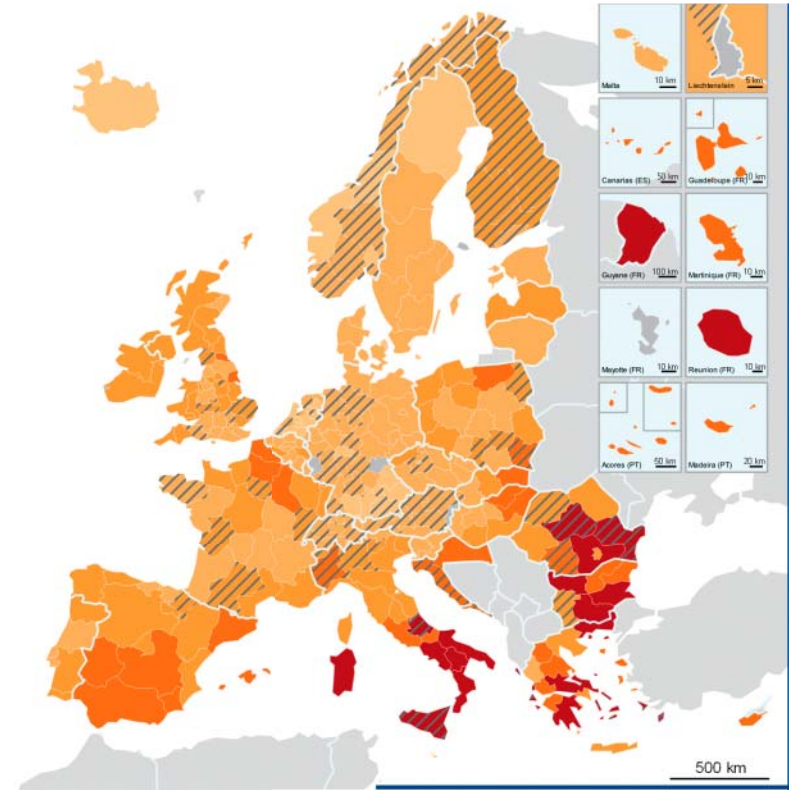 Malta
10 km
Liechtenstein
5 km
Canarias (ES)
50 km
Guadeloupe (FR)
10 km
Guyane (FR)
100 km
Martinique (FR)
10 km
Mayotte (FR)
10 km
Reunion (FR)
10 km
Acores (PT)
50 km
Madeira (PT)
20 km
500 km